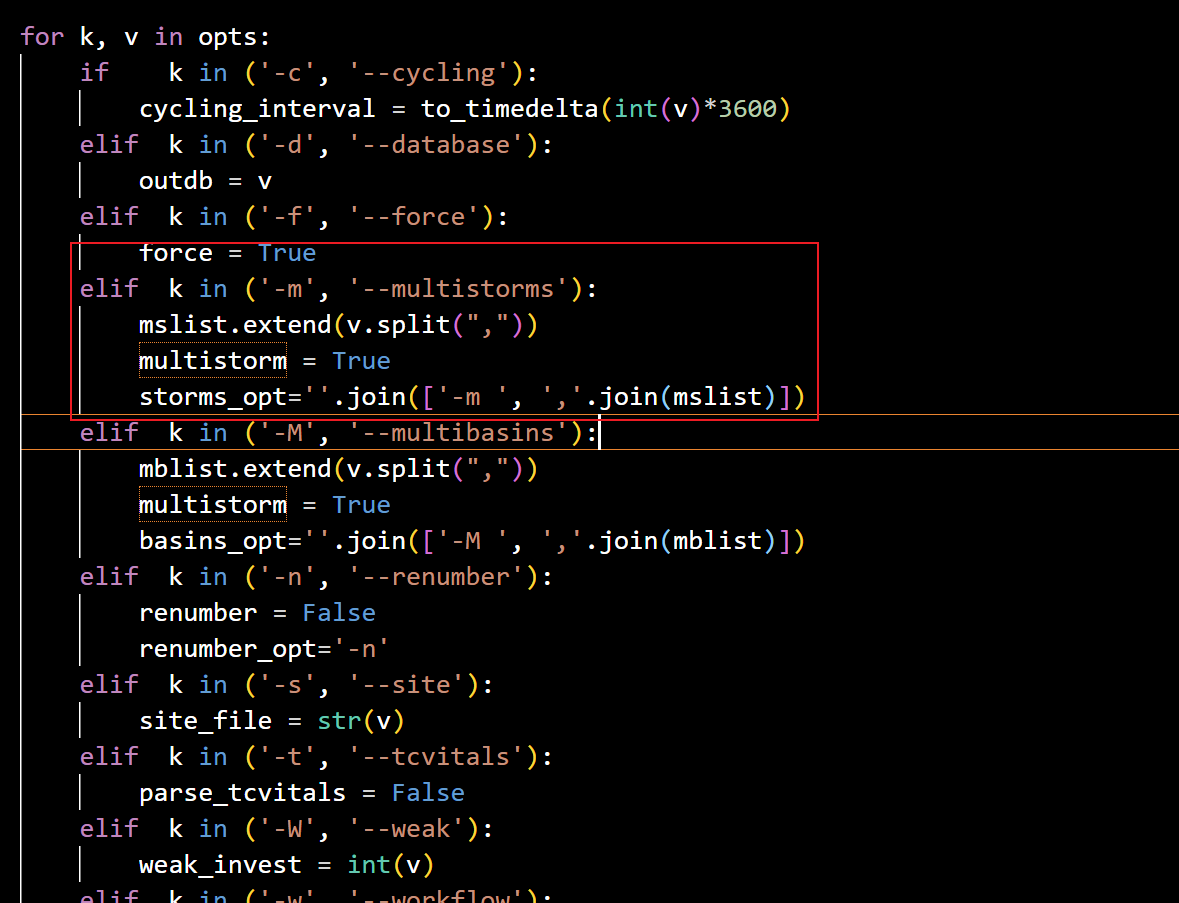 for k, v in opts:
    if    k in ('-c', '--cycling'):
        cycling_interval = to_timedelta(int(v)*3600)
    elif  k in ('-d', '--database'):
        outdb = v
    elif  k in ('-f', '--force'):
        force = True
    elif  k in ('-m', '--multistorms'):
        mslist.extend(v.split(","))
        multistorm = True
        storms_opt=''.join(['-m ', ','.join(mslist)])
    elif  k in ('-M', '--multibasins'):
        mblist.extend(v.split(","))
        multistorm = True
        basins_opt=''.join(['-M ', ','.join(mblist)])
    elif  k in ('-n', '--renumber'):
        renumber = False
        renumber_opt='-n'
    elif  k in ('-s', '--site'):
        site_file = str(v)
    elif  k in ('-t', '--tcvitals'):
        parse_tcvitals = False
    elif  k in ('-W', '--weak'):
        weak_invest = int(v)
    elif  k in ('-w', '--workflow'):